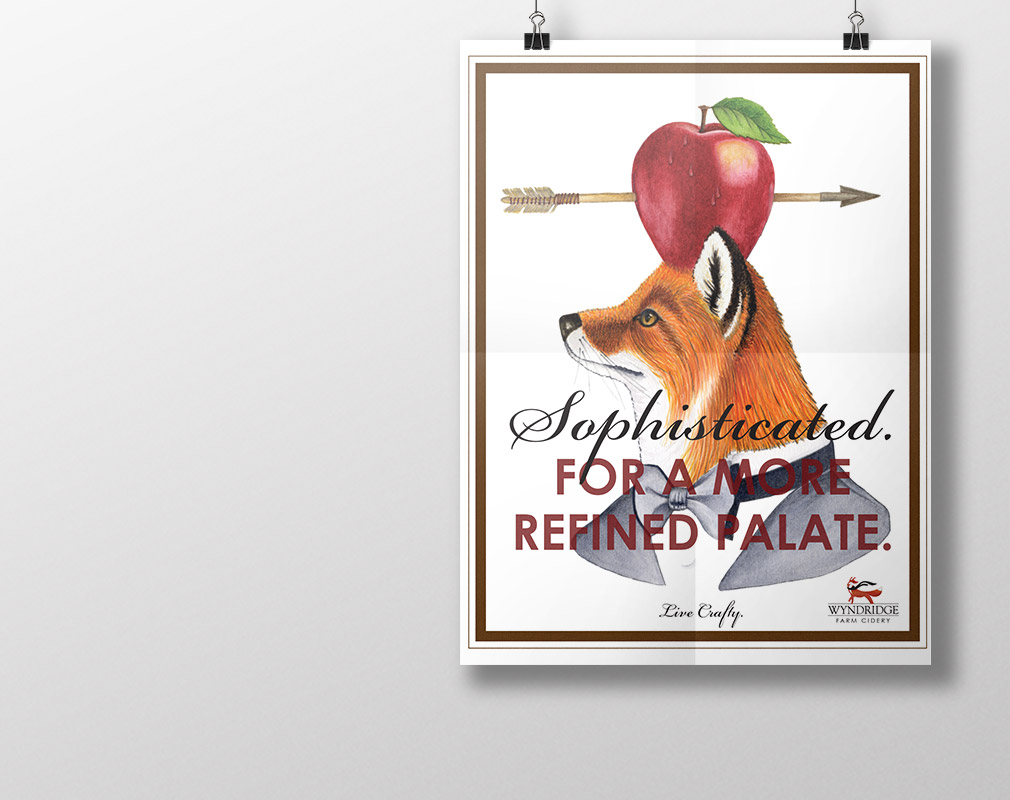 Sophisticated.
FOR A MORE
REFINED PALATE.
Live Crafty.
WYNDRIDGE
FARM CIDERY